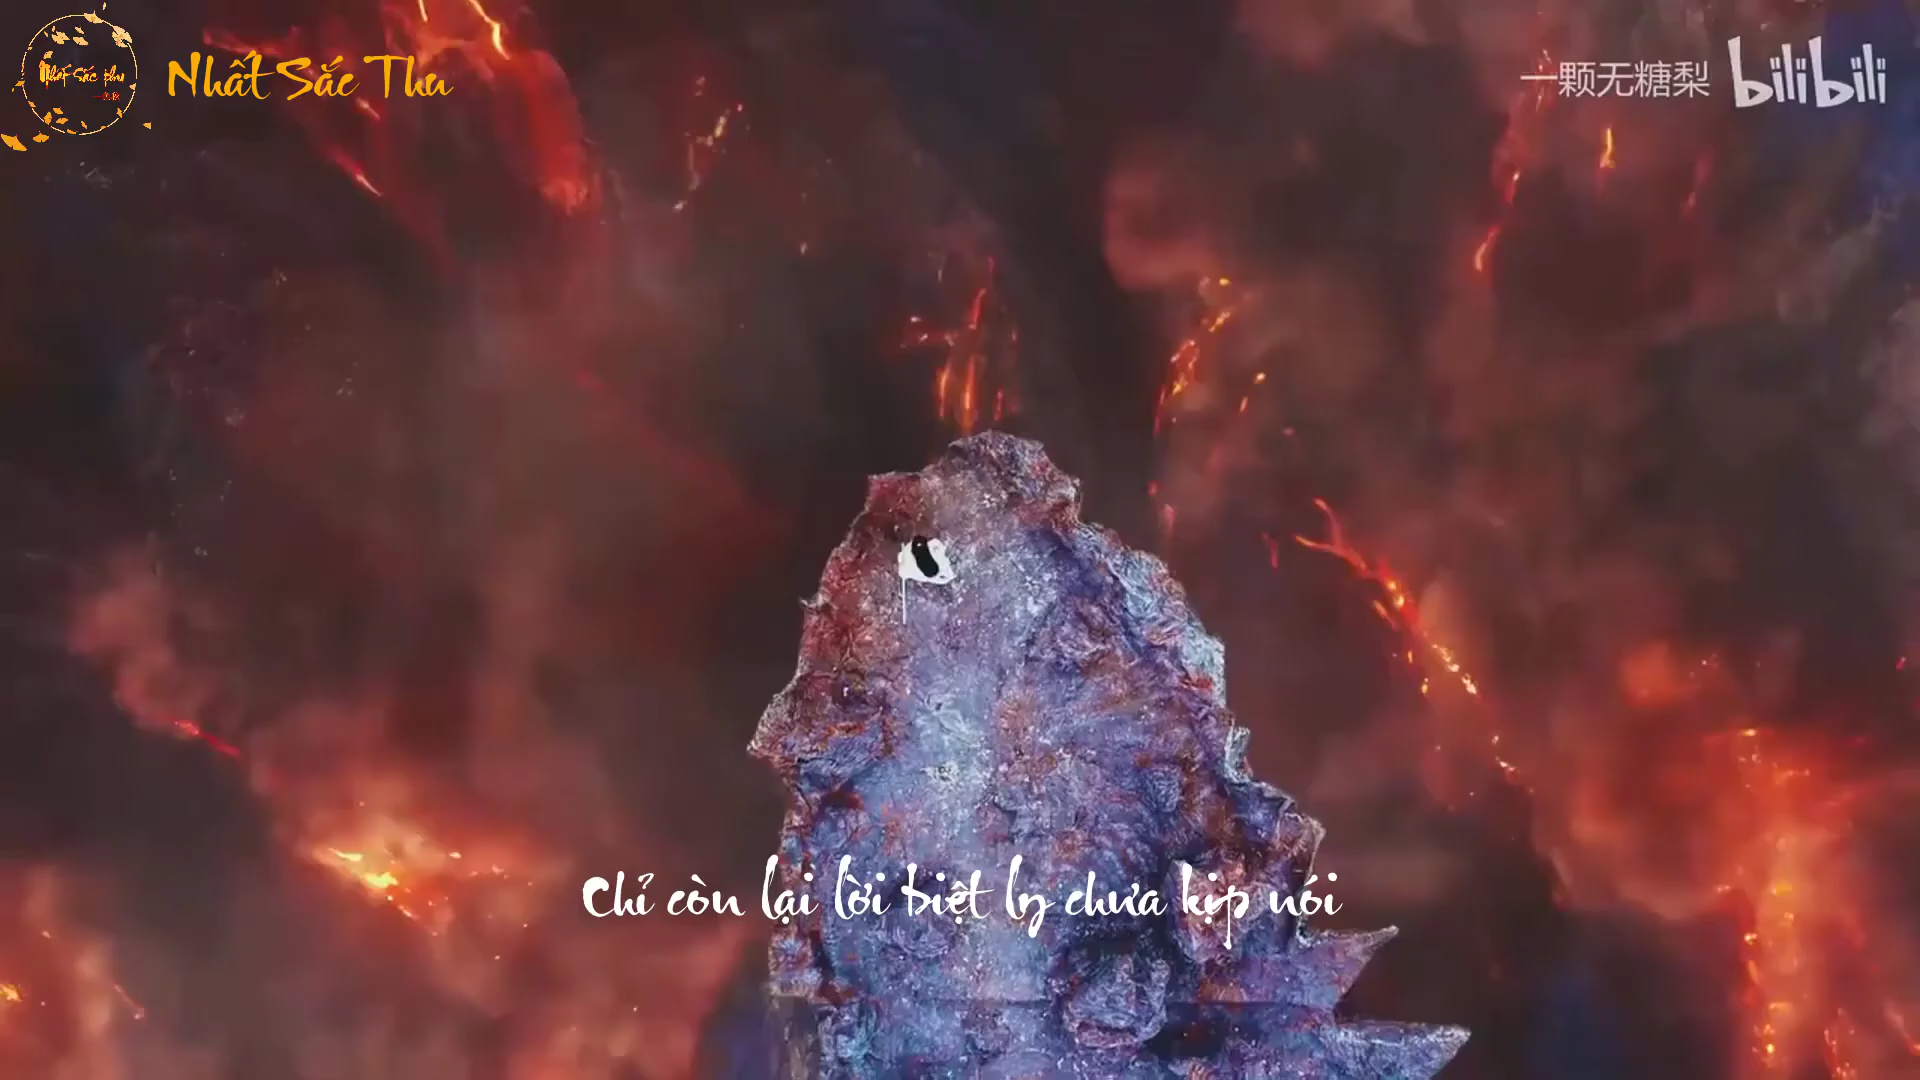 Nhất Sắc Thu
一颗无糖梨 bilibili
Chỉ còn lại lời biệt ly chưa kịp nói